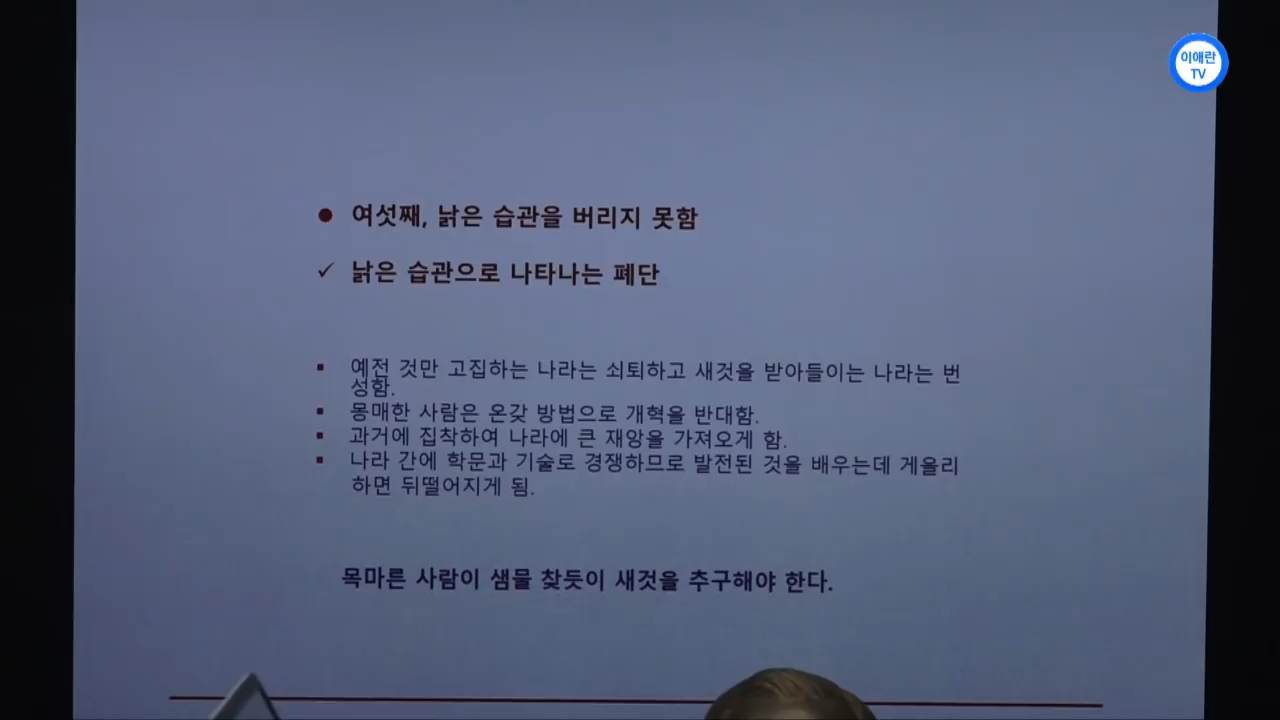 이애란
TV
● 여섯째, 낡은 습관을 버리지 못함
✓ 낡은 습관으로 나타나는 폐단
▪ 예전 것만 고집하는 나라는 쇠퇴하고 새것을 받아들이는 나라는 번
성함.
▪ 몽매한 사람은 온갖 방법으로 개혁을 반대함.
▪ 과거에 집착하여 나라에 큰 재앙을 가져오게 함.
▪ 나라 간에 학문과 기술로 경쟁하므로 발전된 것을 배우는데 게을리
하면 뒤떨어지게 됨.
목마른 사람이 샘물 찾듯이 새것을 추구해야 한다.